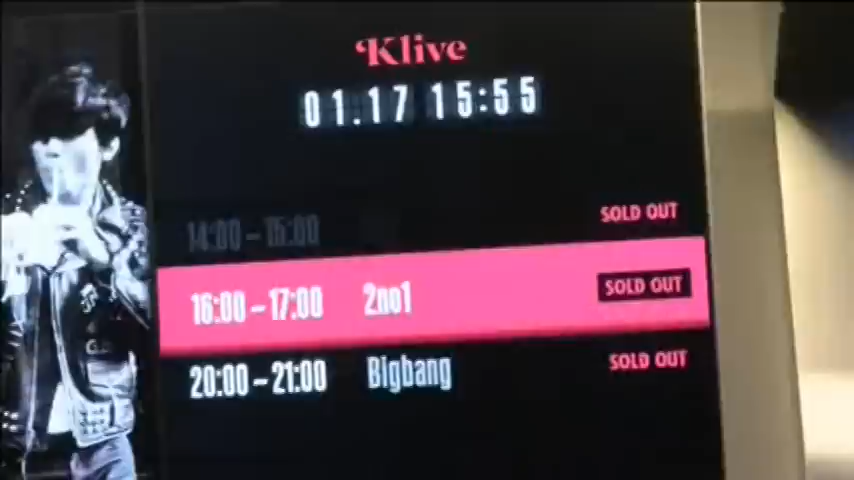 Klive
01.17 15:55
14:00 – 15:00 SOLD OUT
16:00 – 17:00 2no1 SOLD OUT
20:00 – 21:00 Bigbang SOLD OUT